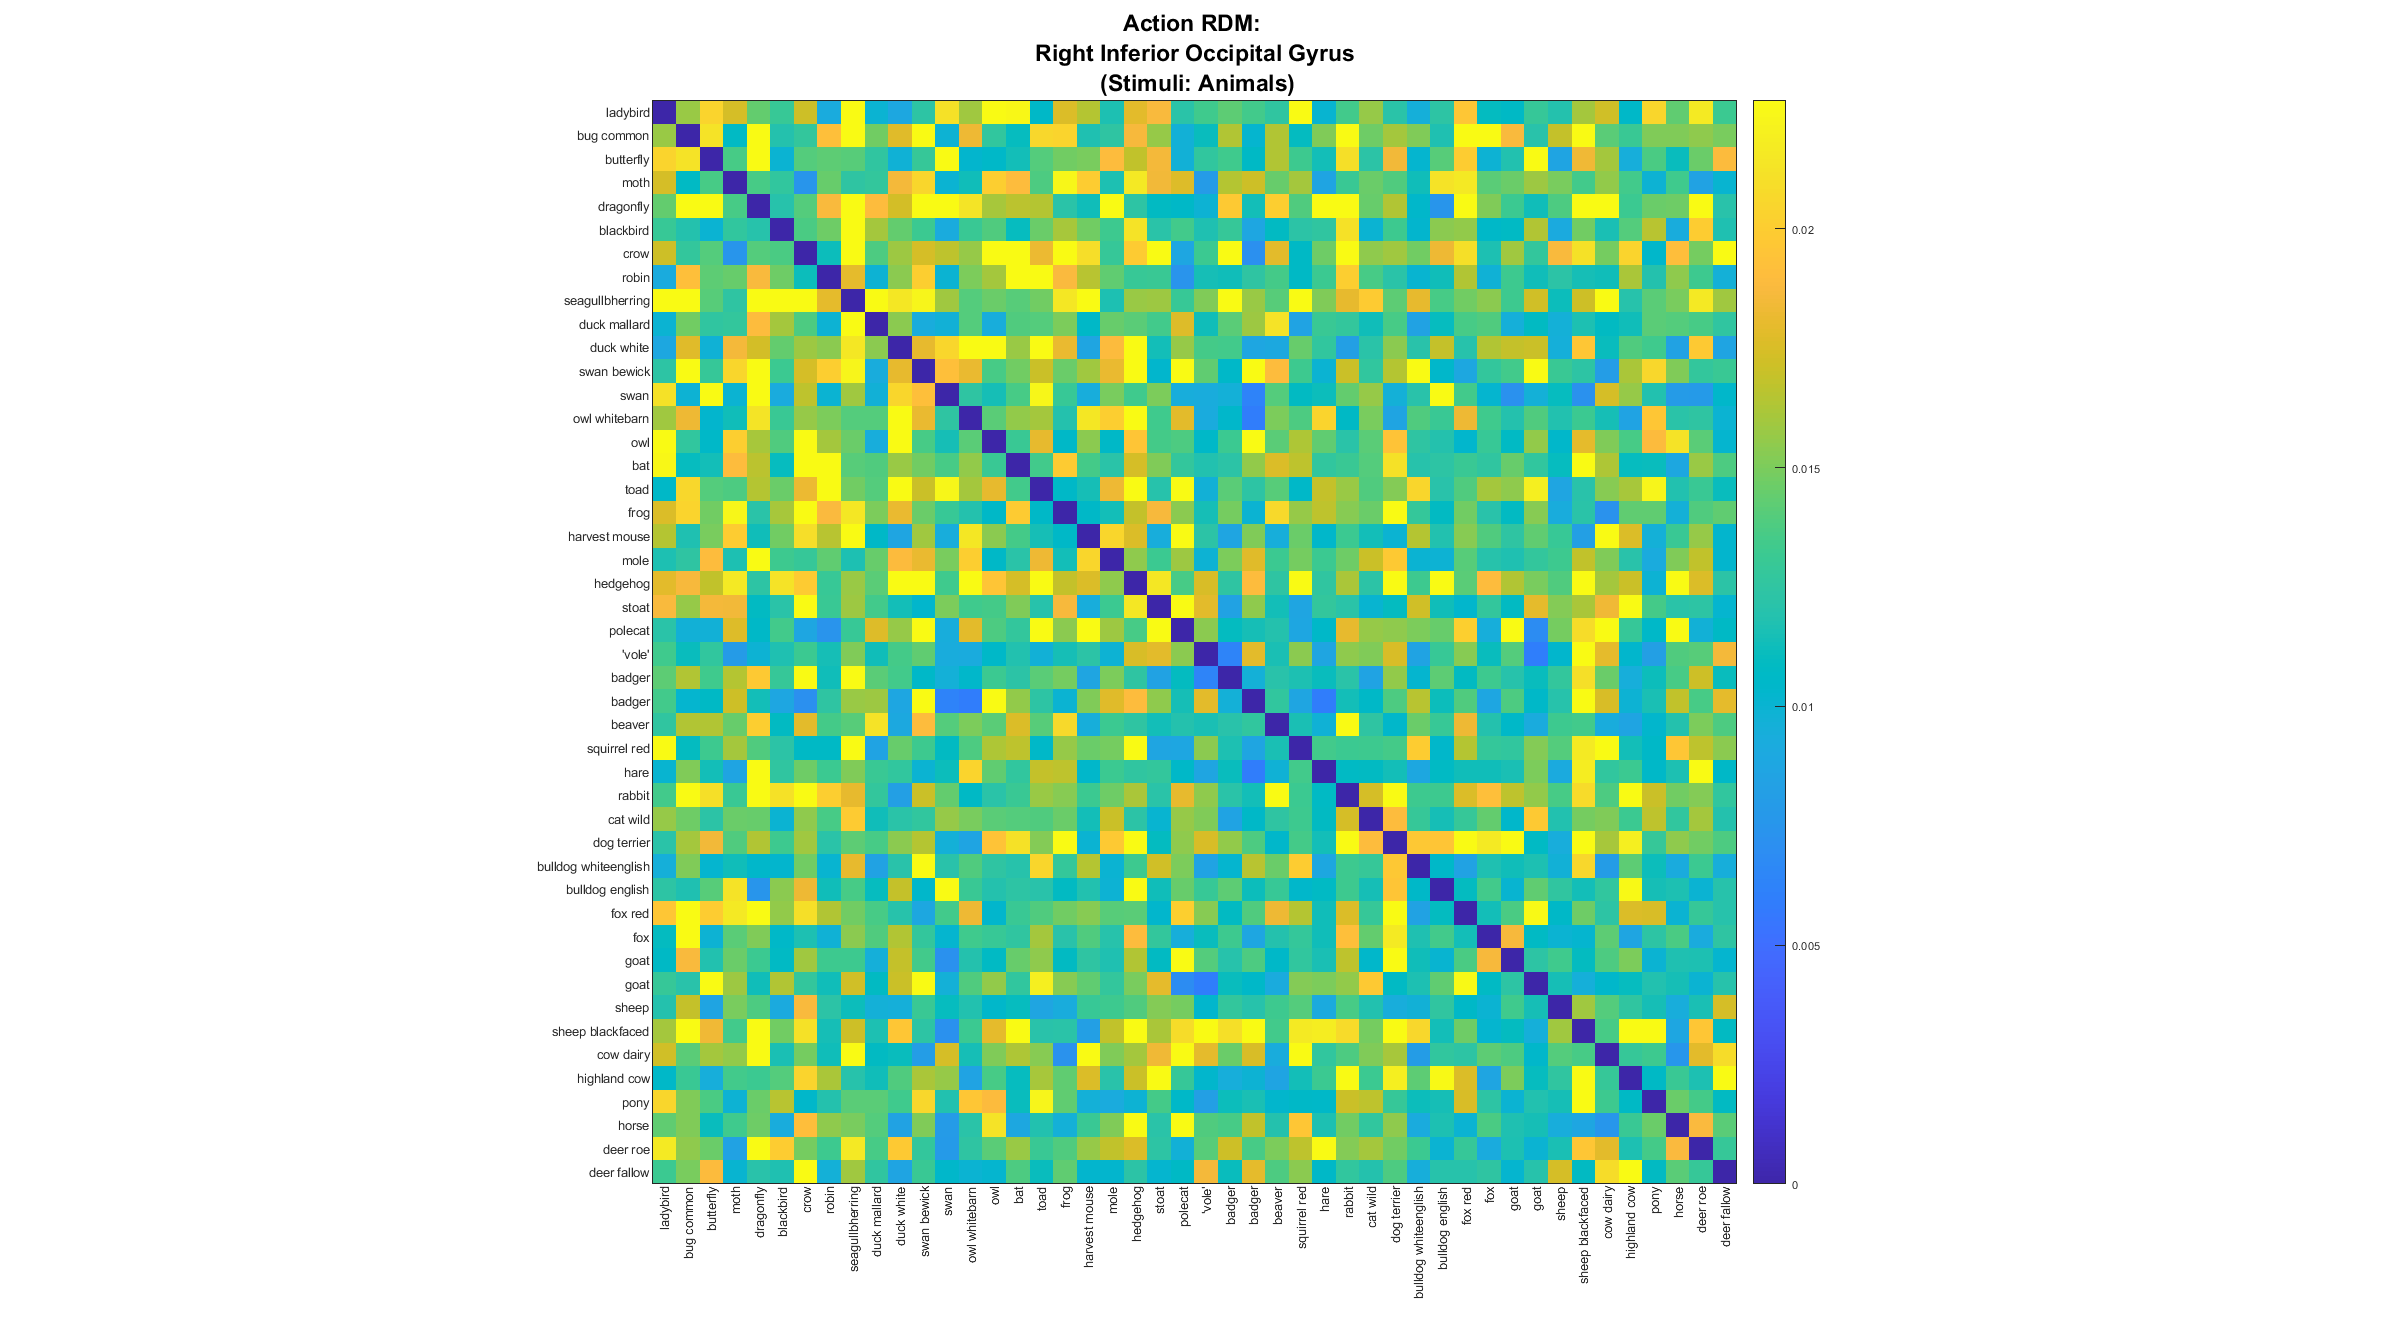 Action RDM:
Right Inferior Occipital Gyrus
(Stimuli: Animals)
ladybird
bug common
butterfly
moth
dragonfly
blackbird
crow
robin
seagullbherring
duck mallard
duck white
swan bewick
swan
owl whitebarn
owl
bat
toad
frog
harvest mouse
mole
hedgehog
stoat
polecat
'vole'
badger
badger
beaver
squirrel red
hare
rabbit
cat wild
dog terrier
bulldog whiteenglish
bulldog english
fox red
fox
goat
goat
sheep
sheep blackfaced
cow dairy
highland cow
pony
horse
deer roe
deer fallow
0.02
0.015
0.01
0.005
0
ladybird
bug common
butterfly
moth
dragonfly
blackbird
crow
robin
seagullbherring
duck mallard
duck white
swan bewick
swan
owl whitebarn
owl
bat
toad
frog
harvest mouse
mole
hedgehog
stoat
polecat
'vole'
badger
badger
beaver
squirrel red
hare
rabbit
cat wild
dog terrier
bulldog whiteenglish
bulldog english
fox red
fox
goat
goat
sheep
sheep blackfaced
cow dairy
highland cow
pony
horse
deer roe
deer fallow